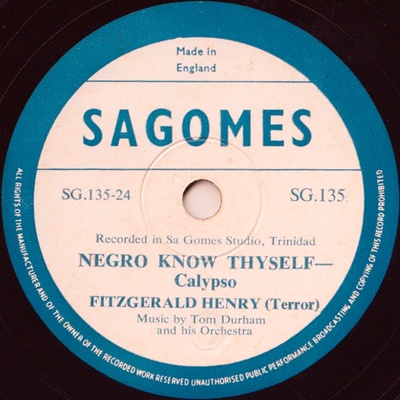 Made in
England
SAGOMES
SG.135-24
SG.135
Recorded in Sa Gomes Studio, Trinidad
NEGRO KNOW THYSELF—
Calypso
FITZGERALD HENRY (Terror)
Music by Tom Durham
and his Orchestra
ALL RIGHTS OF THE MANUFACTURER AND OF THE OWNER OF THE RECORDED WORK RESERVED UNAUTHORISED PUBLIC PERFORMANCE BROADCASTING AND COPYING OF THIS RECORD PROHIBITED